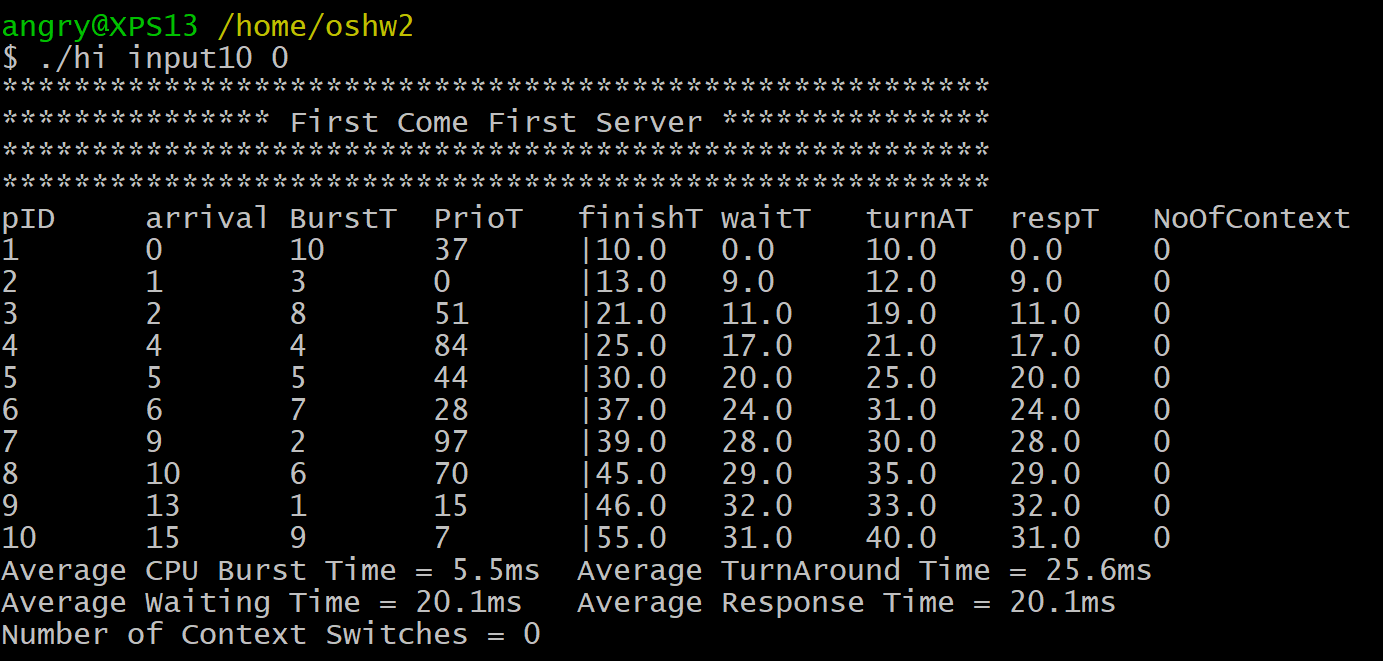 angry@XPS13 /home/oshw2
$ ./hi input10 0
*******************************************************
*************** First Come First Server ***************
*******************************************************
*******************************************************
pID     arrival BurstT  PrioT   finishT waitT   turnAT  respT   NoOfContext
1       0       10      37      |10.0   0.0     10.0    0.0     0
2       1       3       0       |13.0   9.0     12.0    9.0     0
3       2       8       51      |21.0   11.0    19.0    11.0    0
4       4       4       84      |25.0   17.0    21.0    17.0    0
5       5       5       44      |30.0   20.0    25.0    20.0    0
6       6       7       28      |37.0   24.0    31.0    24.0    0
7       9       2       97      |39.0   28.0    30.0    28.0    0
8       10      6       70      |45.0   29.0    35.0    29.0    0
9       13      1       15      |46.0   32.0    33.0    32.0    0
10      15      9       7       |55.0   31.0    40.0    31.0    0
Average CPU Burst Time = 5.5ms  Average TurnAround Time = 25.6ms
Average Waiting Time = 20.1ms   Average Response Time = 20.1ms
Number of Context Switches = 0